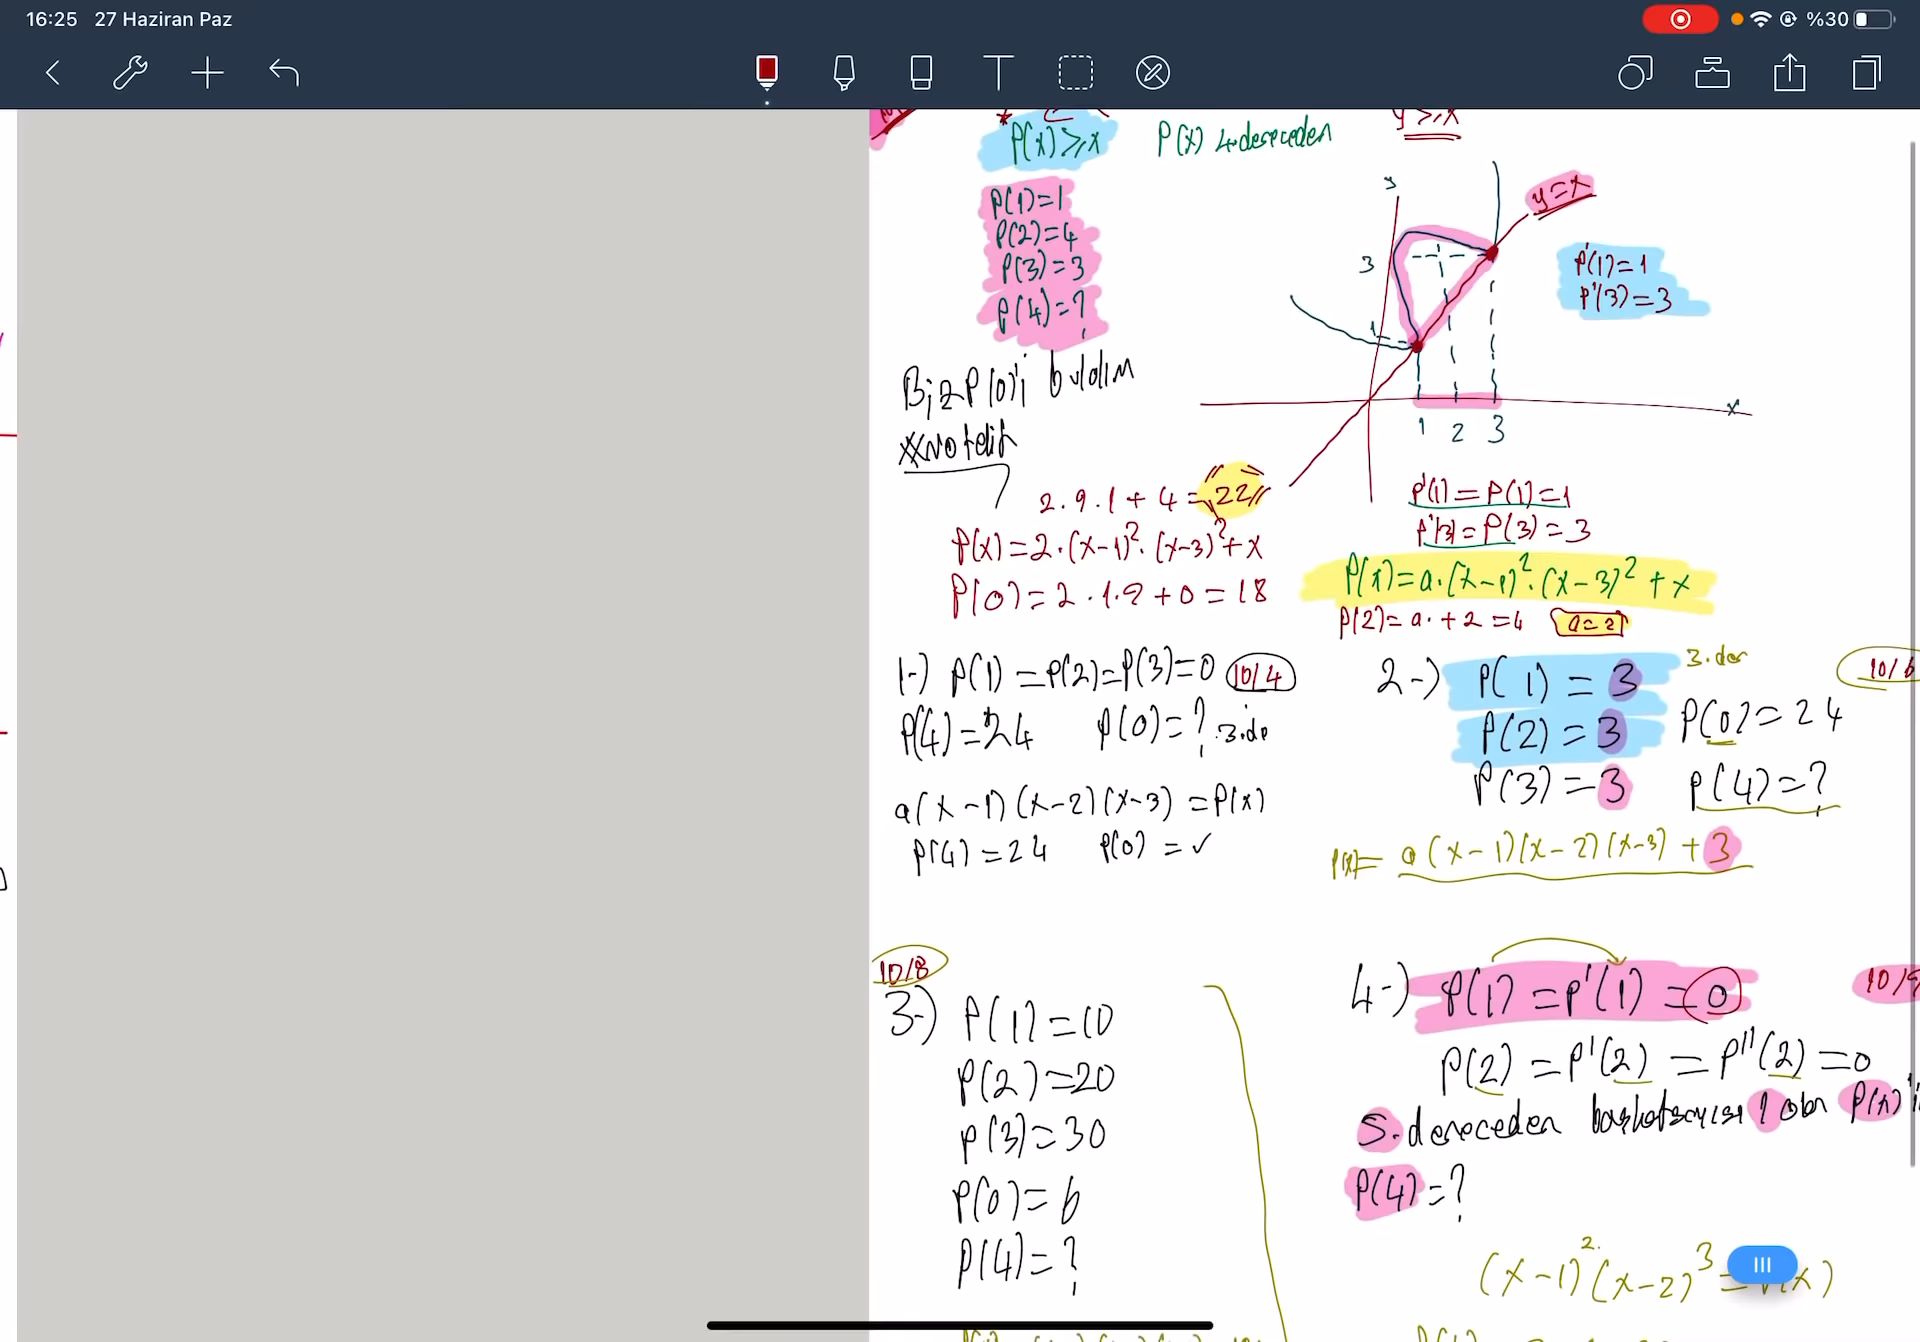 16:25 27 Haziran Paz
%30
P(x)≥x
P(x) 4.dereceden
y≥x
P(1)=1
P(2)=4
P(3)=3
P(4)=?
y
y=x
3
1
x
1 2 3
P'(1)=1
P'(3)=3
Biz P(0)'i buldum
2.9.1+4=22
P(x)=2.(x-1)².(x-3)²+x
P(0)=2.1.9+0=18
P'(1)=P(1)=1
P'(3)=P(3)=3
P(x)=a.(x-1)².(x-3)²+x
P(2)=a.+2=4 a=2
1-) P(1)=P(2)=P(3)=0 10/4
P(4)=24 P(0)=? 3.de
a(x-1)(x-2)(x-3)=P(x)
P(4)=24 P(0)=✓
2-) P(1)=3 3.der
P(2)=3 P(0)=24
P(3)=3 P(4)=?
P(x)=a(x-1)(x-2)(x-3)+3
10/8
3-) P(1)=10
P(2)=20
P(3)=30
P(0)=6
P(4)=?
4-) P(1)=P'(1)=0
P(2)=P'(2)=P''(2)=0
5.dereceden başkatsayısı 1 olan P(x)
P(4)=?
(x-1)²(x-2)³=P(x)